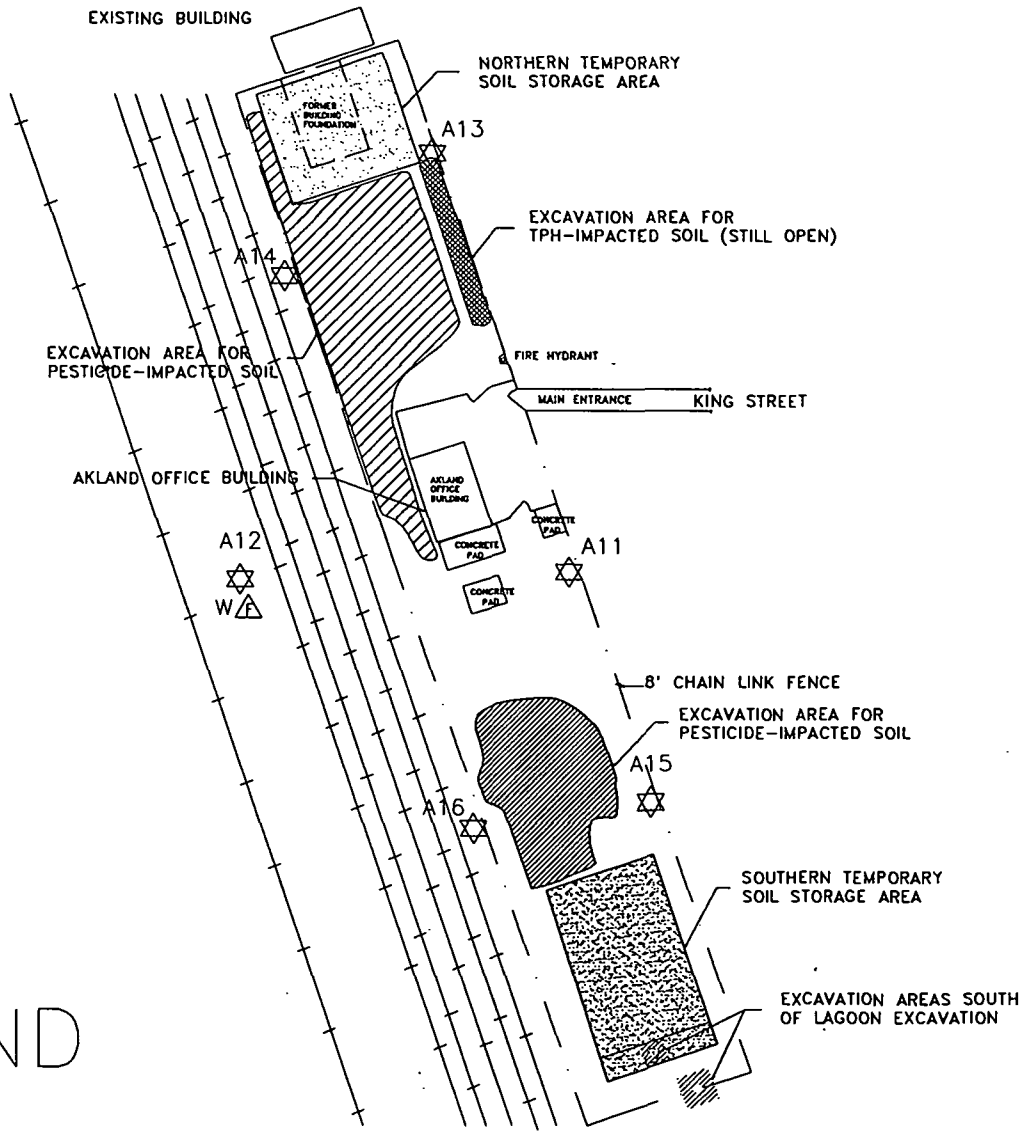 EXISTING BUILDING
NORTHERN TEMPORARY
SOIL STORAGE AREA
FORMER
BUILDING
FOUNDATION
A13
EXCAVATION AREA FOR
TPH-IMPACTED SOIL (STILL OPEN)
A14
EXCAVATION AREA FOR
PESTICIDE-IMPACTED SOIL
FIRE HYDRANT
MAIN ENTRANCE
KING STREET
AKLAND OFFICE BUILDING
AKLAND
OFFICE
BUILDING
CONCRETE
PAD
CONCRETE
PAD
A12
A11
W F
CONCRETE
PAD
8' CHAIN LINK FENCE
EXCAVATION AREA FOR
PESTICIDE-IMPACTED SOIL
A15
A16
SOUTHERN TEMPORARY
SOIL STORAGE AREA
EXCAVATION AREAS SOUTH
OF LAGOON EXCAVATION
ND